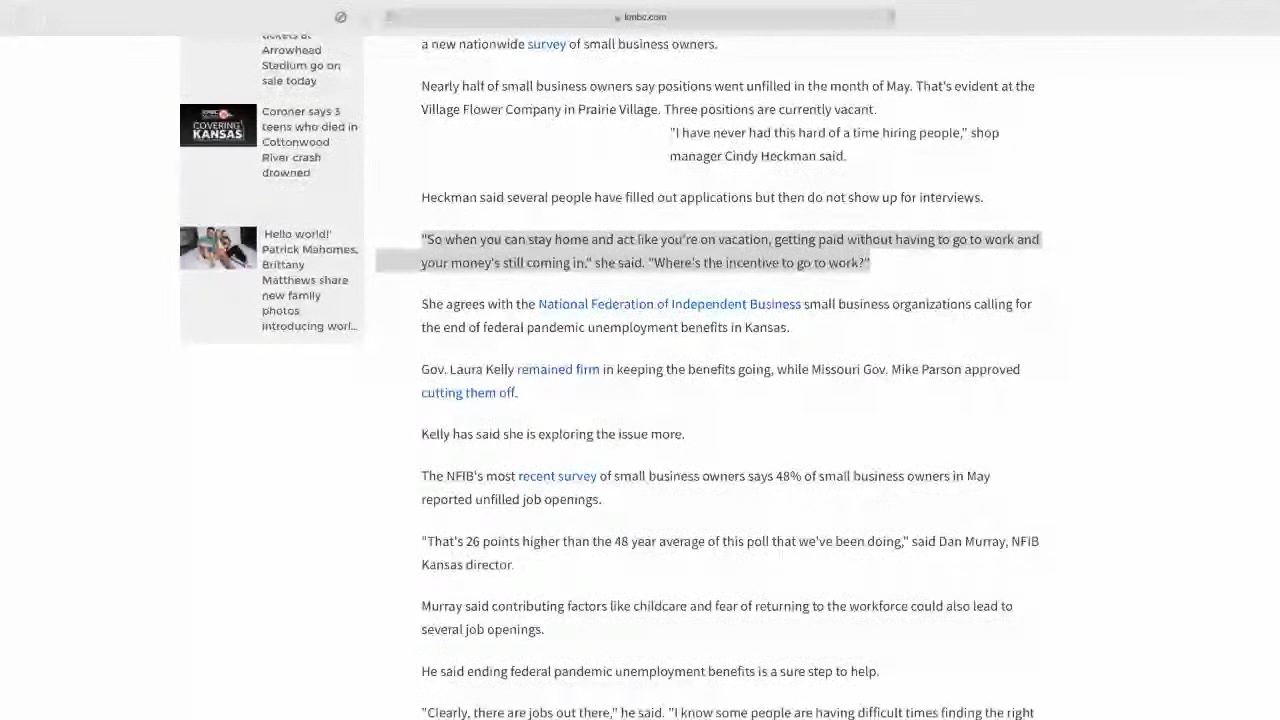 kmbc.com
tickets at
Arrowhead
Stadium go on
sale today
COVERING
KANSAS
Coroner says 3
teens who died in
Cottonwood
River crash
drowned
'Hello world!'
Patrick Mahomes,
Brittany
Matthews share
new family
photos
introducing worl...
a new nationwide survey of small business owners.
Nearly half of small business owners say positions went unfilled in the month of May. That's evident at the
Village Flower Company in Prairie Village. Three positions are currently vacant.
"I have never had this hard of a time hiring people," shop
manager Cindy Heckman said.
Heckman said several people have filled out applications but then do not show up for interviews.
"So when you can stay home and act like you're on vacation, getting paid without having to go to work and
your money's still coming in," she said. "Where's the incentive to go to work?"
She agrees with the National Federation of Independent Business small business organizations calling for
the end of federal pandemic unemployment benefits in Kansas.
Gov. Laura Kelly remained firm in keeping the benefits going, while Missouri Gov. Mike Parson approved
cutting them off.
Kelly has said she is exploring the issue more.
The NFIB's most recent survey of small business owners says 48% of small business owners in May
reported unfilled job openings.
"That's 26 points higher than the 48 year average of this poll that we've been doing," said Dan Murray, NFIB
Kansas director.
Murray said contributing factors like childcare and fear of returning to the workforce could also lead to
several job openings.
He said ending federal pandemic unemployment benefits is a sure step to help.
"Clearly, there are jobs out there," he said. "I know some people are having difficult times finding the right